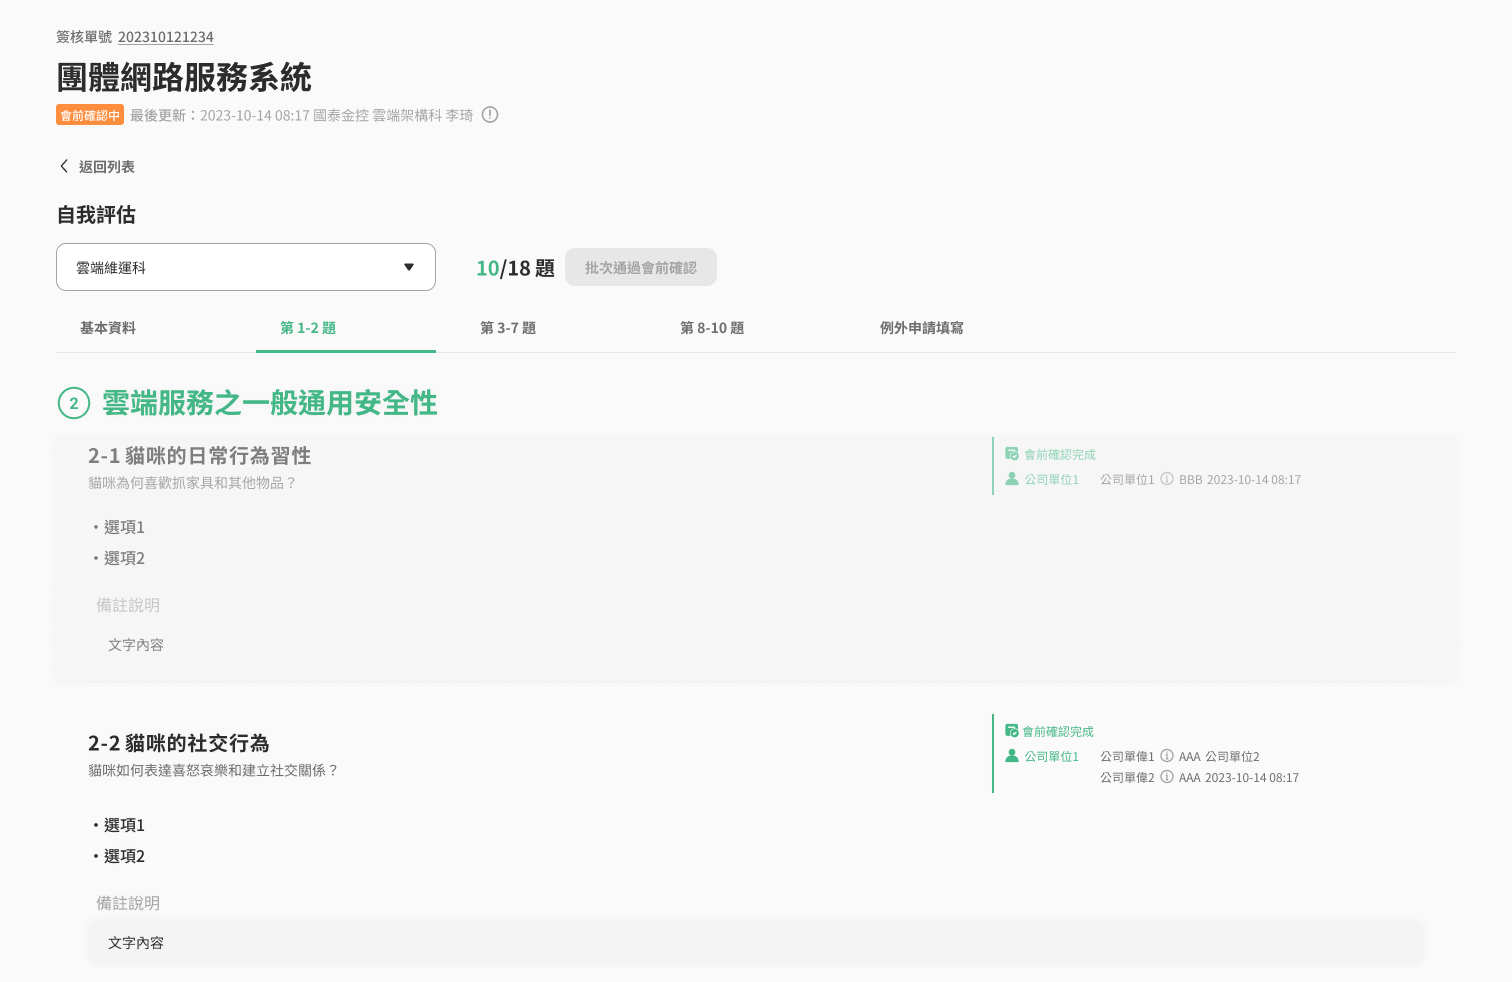 簽核單號 202310121234
團體網路服務系統
會前確認中 最後更新：2023-10-14 08:17 國泰金控 雲端架構科 李琦
返回列表
自我評估
雲端維運科
10/18 題 批次通過會前確認
基本資料 第 1-2 題 第 3-7 題 第 8-10 題 例外申請填寫
2 雲端服務之一般通用安全性
2-1 貓咪的日常行為習性
貓咪為何喜歡抓家具和其他物品？
會前確認完成
公司單位1 公司單位1 BBB 2023-10-14 08:17
・選項1
・選項2
備註說明
文字內容
2-2 貓咪的社交行為
貓咪如何表達喜怒哀樂和建立社交關係？
會前確認完成
公司單位1 公司單偉1 AAA 公司單位2
公司單偉2 AAA 2023-10-14 08:17
・選項1
・選項2
備註說明
文字內容